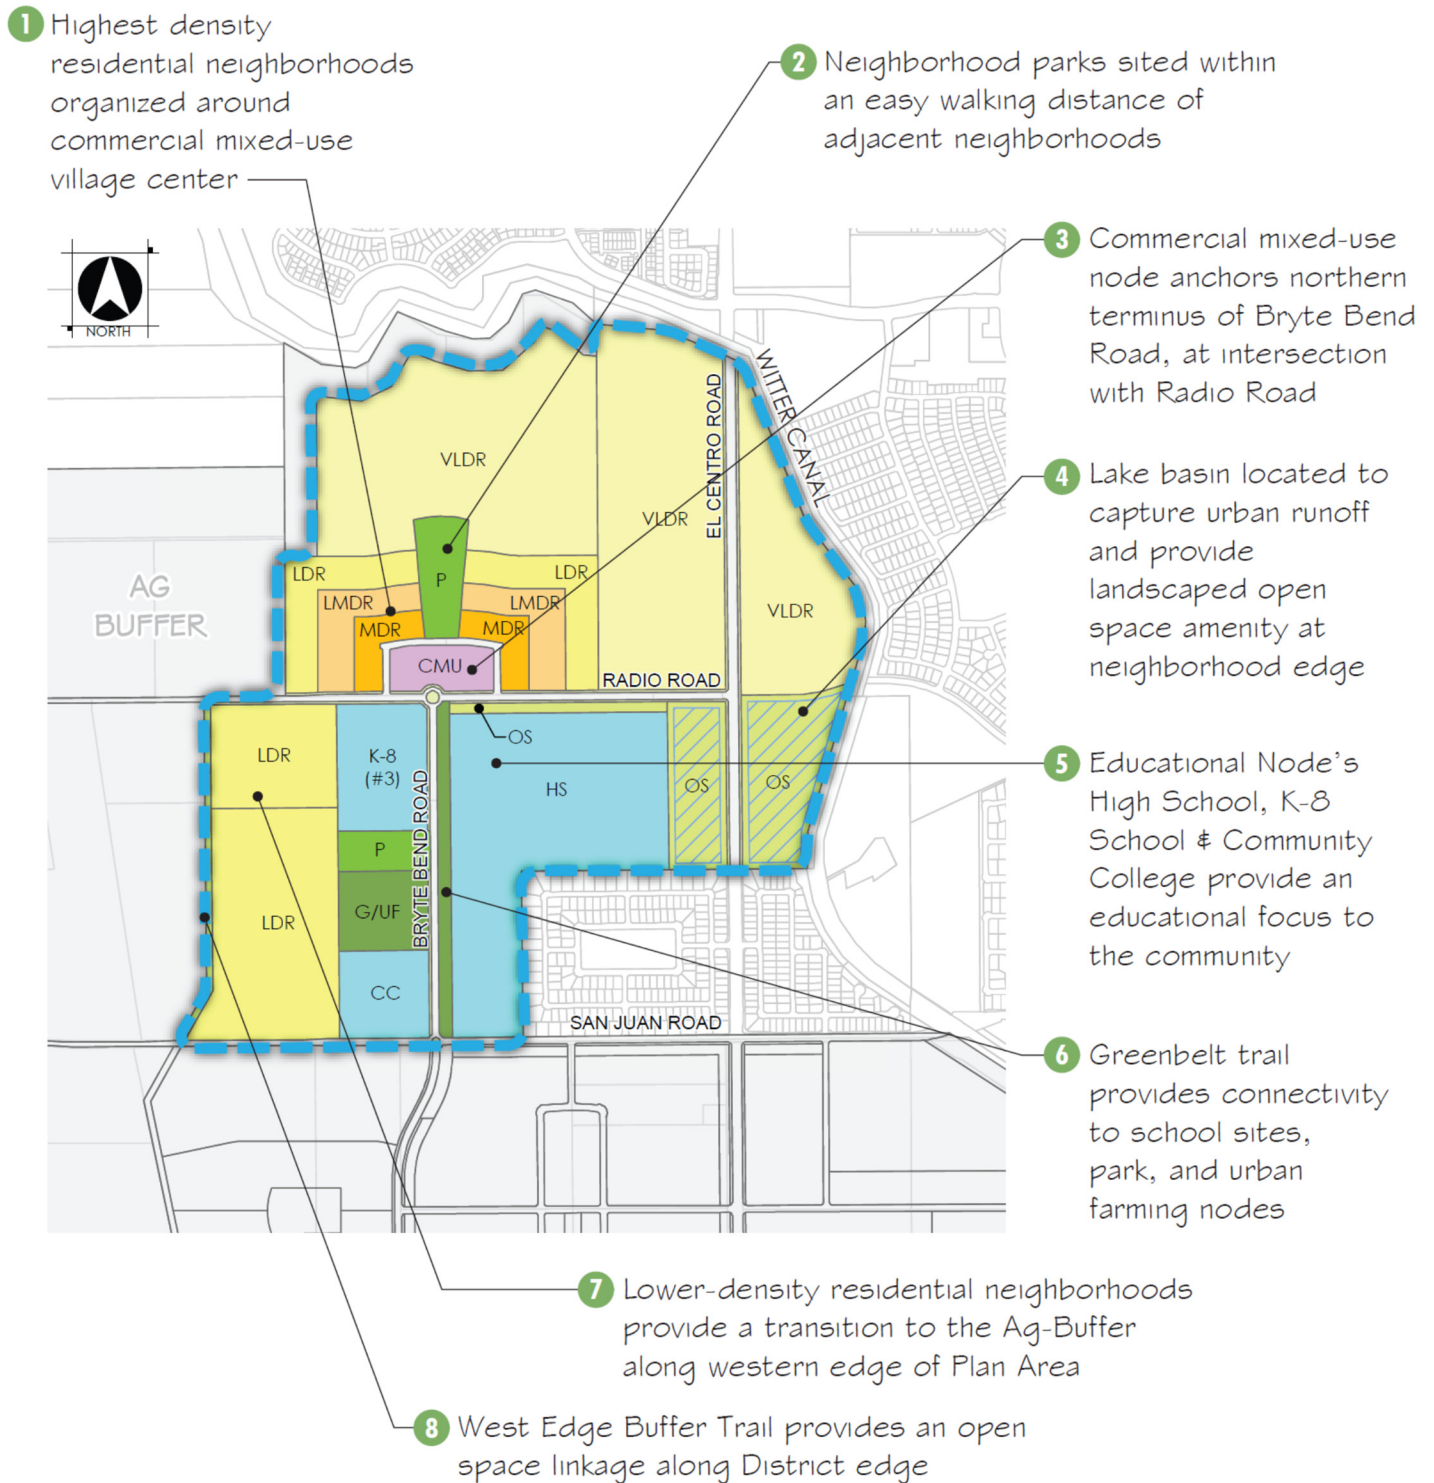 1 Highest density
residential neighborhoods
organized around
commercial mixed-use
village center
2 Neighborhood parks sited within
an easy walking distance of
adjacent neighborhoods
3 Commercial mixed-use
node anchors northern
terminus of Bryte Bend
Road, at intersection
with Radio Road
4 Lake basin located to
capture urban runoff
and provide
landscaped open
space amenity at
neighborhood edge
5 Educational Node's
High School, K-8
School & Community
College provide an
educational focus to
the community
6 Greenbelt trail
provides connectivity
to school sites,
park, and urban
farming nodes
7 Lower-density residential neighborhoods
provide a transition to the Ag-Buffer
along western edge of Plan Area
8 West Edge Buffer Trail provides an open
space linkage along District edge
NORTH
AG
BUFFER
WITTER CANAL
EL CENTRO ROAD
VLDR
VLDR
VLDR
LDR
LDR
P
LMDR
LMDR
MDR
MDR
CMU
RADIO ROAD
LDR
K-8
(#3)
OS
HS
OS
OS
BRYTE BEND ROAD
P
LDR
G/UF
CC
SAN JUAN ROAD